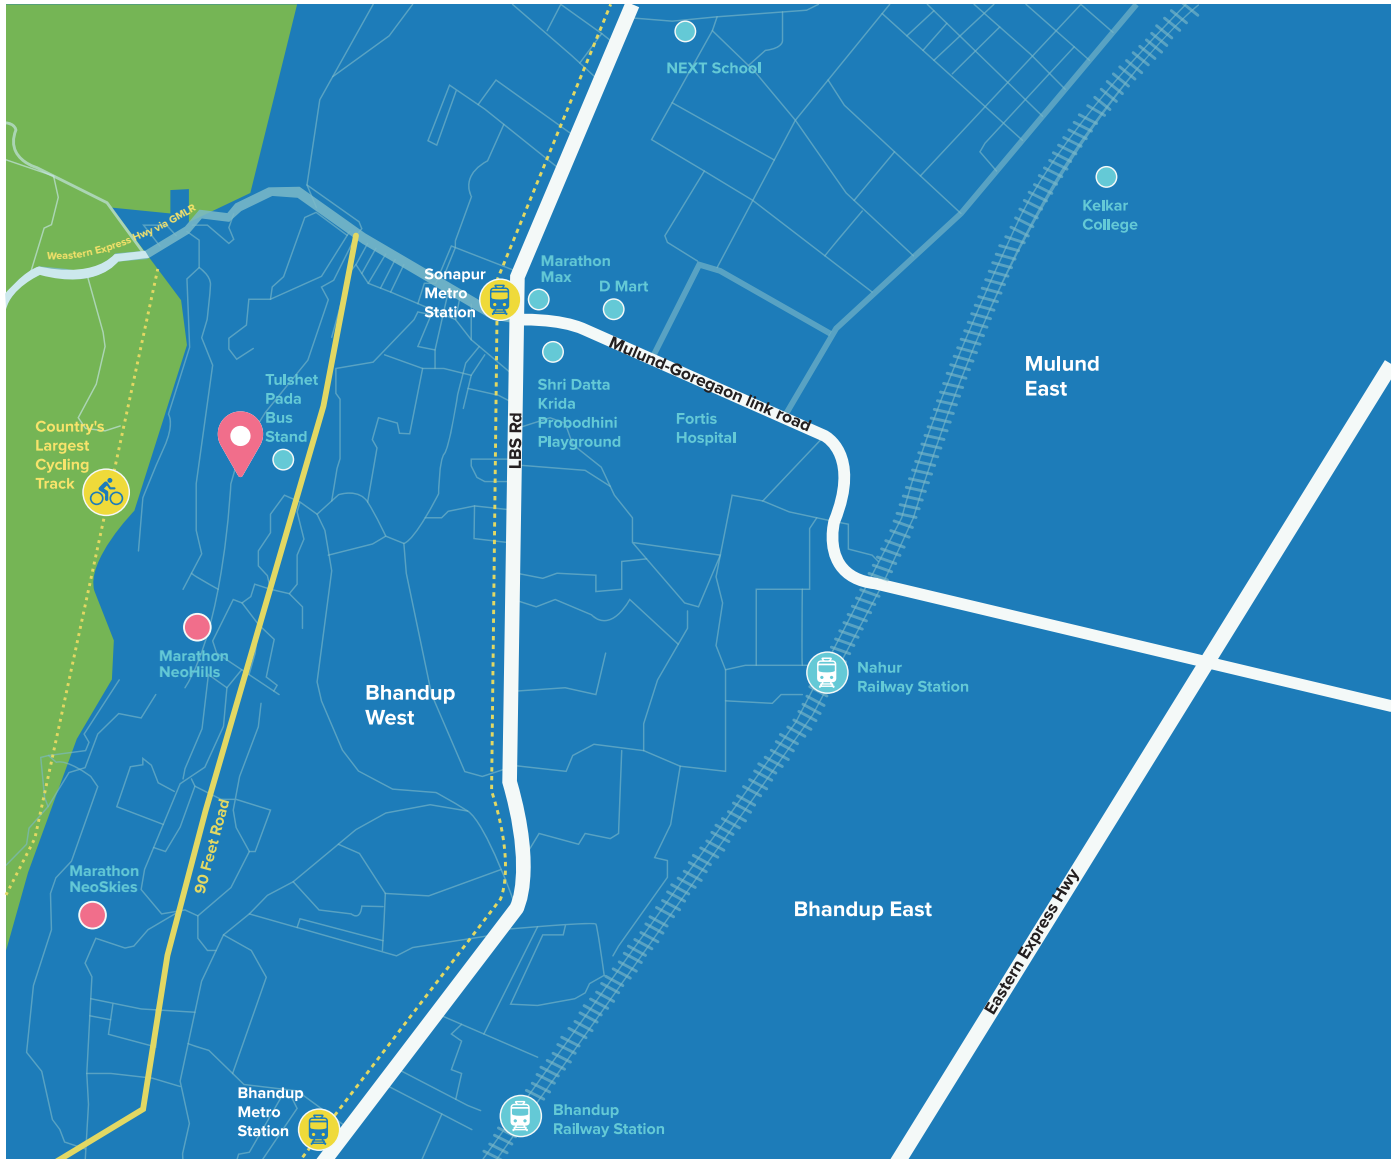 NEXT School
Kelkar
College
Weastern Express Hwy via GMLR
Sonapur
Metro
Station
Marathon
Max
D Mart
Mulund-Goregaon link road
Mulund
East
Tulshet
Pada
Bus
Stand
Shri Datta
Krida
Probodhini
Playground
LBS Rd
Fortis
Hospital
Country's
Largest
Cycling
Track
Marathon
NeoHills
Nahur
Railway Station
Bhandup
West
90 Feet Road
Marathon
NeoSkies
Bhandup East
Eastern Express Hwy
Bhandup
Metro
Station
Bhandup
Railway Station